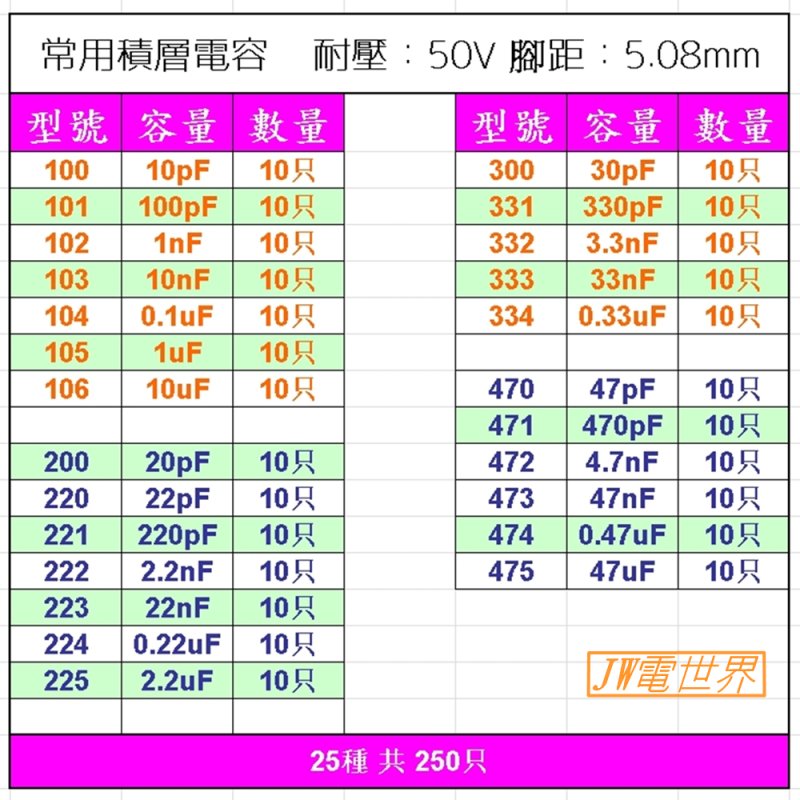 常用積層電容 耐壓：50V 腳距：5.08mm
型號 容量 數量
100 10pF 10只
101 100pF 10只
102 1nF 10只
103 10nF 10只
104 0.1uF 10只
105 1uF 10只
106 10uF 10只
200 20pF 10只
220 22pF 10只
221 220pF 10只
222 2.2nF 10只
223 22nF 10只
224 0.22uF 10只
225 2.2uF 10只
型號 容量 數量
300 30pF 10只
331 330pF 10只
332 3.3nF 10只
333 33nF 10只
334 0.33uF 10只
470 47pF 10只
471 470pF 10只
472 4.7nF 10只
473 47nF 10只
474 0.47uF 10只
475 47uF 10只
JW電世界
25種 共 250只